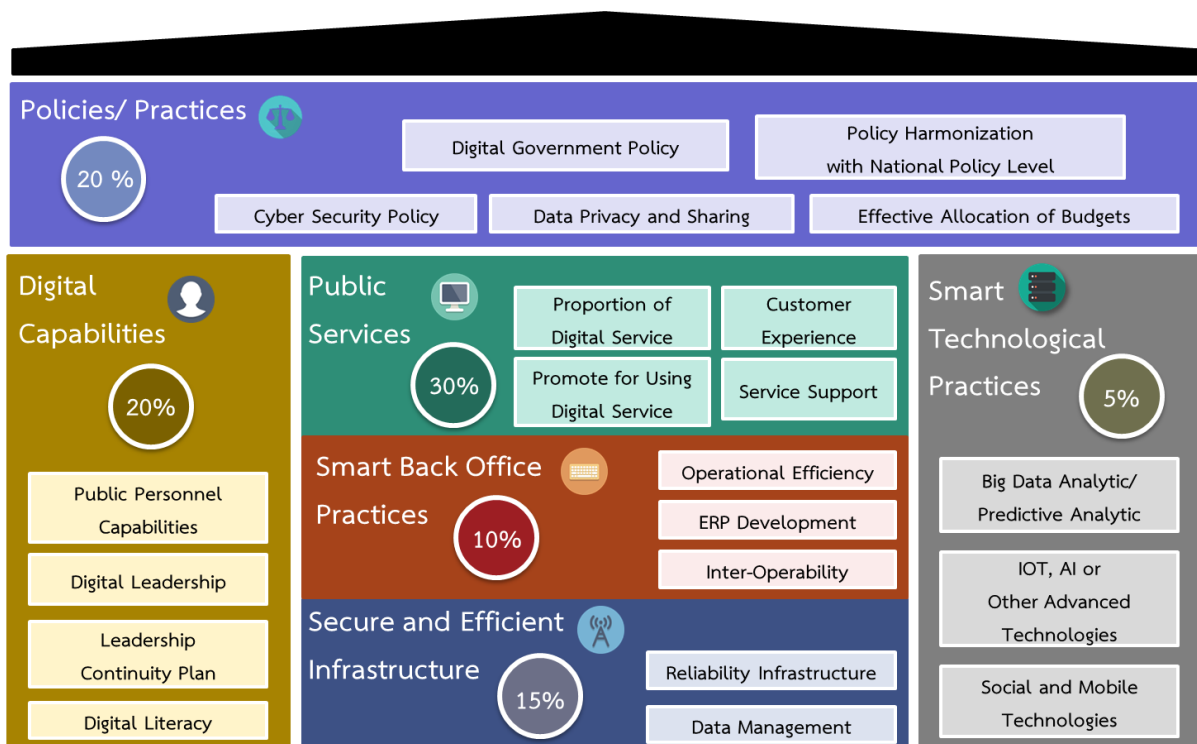 Policies/ Practices
20 %
Digital Government Policy
Policy Harmonization
with National Policy Level
Cyber Security Policy
Data Privacy and Sharing
Effective Allocation of Budgets
Digital
Capabilities
20%
Public Personnel
Capabilities
Digital Leadership
Leadership
Continuity Plan
Digital Literacy
Public
Services
30%
Proportion of
Digital Service
Customer
Experience
Promote for Using
Digital Service
Service Support
Smart Back Office
Practices
10%
Operational Efficiency
ERP Development
Inter-Operability
Secure and Efficient
Infrastructure
15%
Reliability Infrastructure
Data Management
Smart
Technological
Practices
5%
Big Data Analytic/
Predictive Analytic
IOT, AI or
Other Advanced
Technologies
Social and Mobile
Technologies